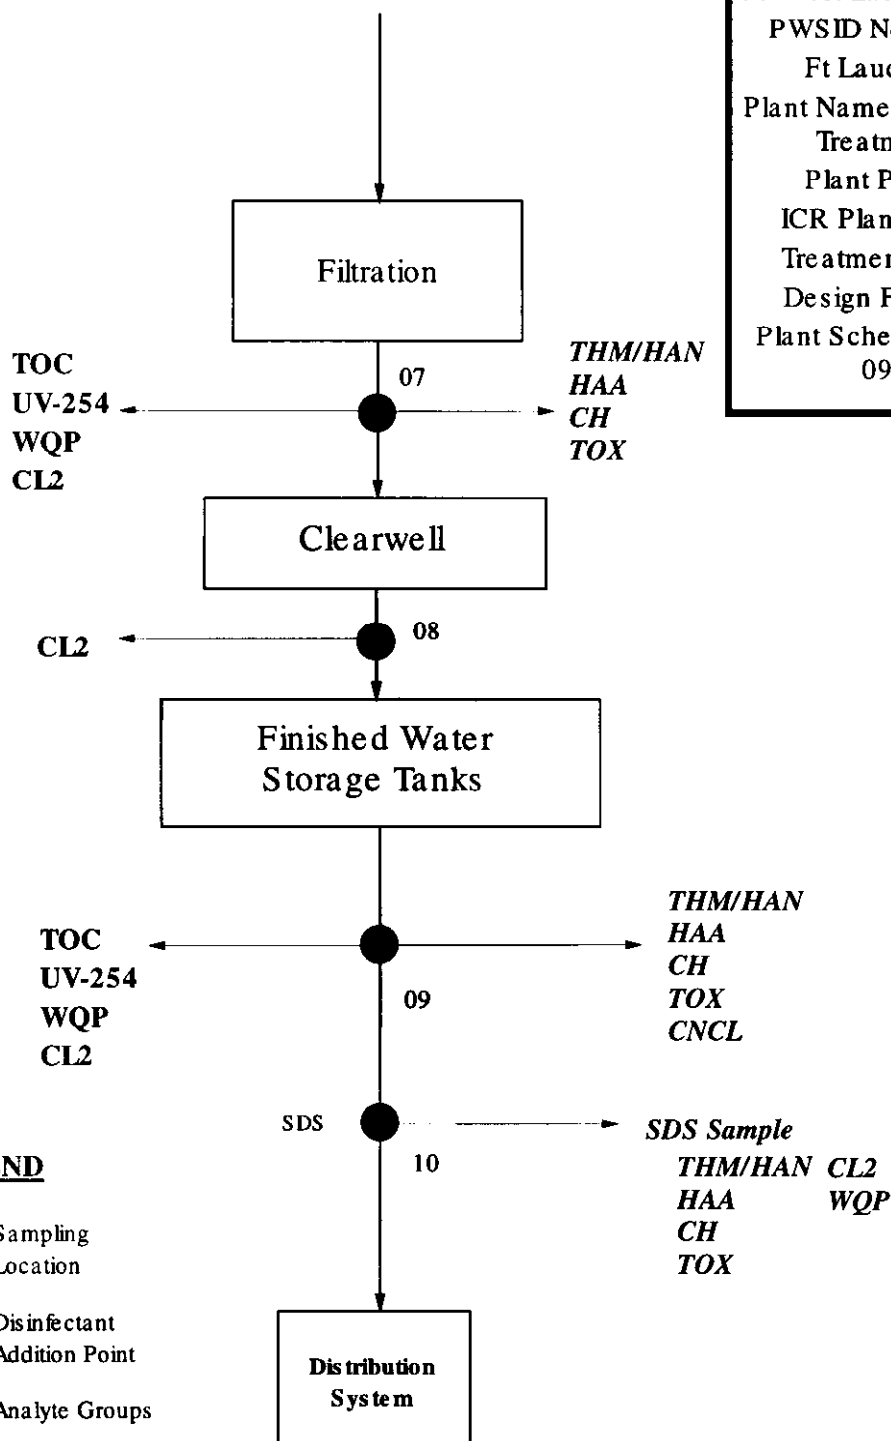 PWSID N
Ft Laud
Plant Name
Treatn
Plant P
ICR Plan
Treatmen
Design F
Plant Sche
09
Filtration
07
TOC
UV-254
WQP
CL2
THM/HAN
HAA
CH
TOX
Clearwell
08
CL2
Finished Water
Storage Tanks
TOC
UV-254
WQP
CL2
09
THM/HAN
HAA
CH
TOX
CNCL
SDS
10
SDS Sample
THM/HAN CL2
HAA WQP
CH
TOX
END
Sampling
Location
Disinfectant
Addition Point
Analyte Groups
Distribution
System